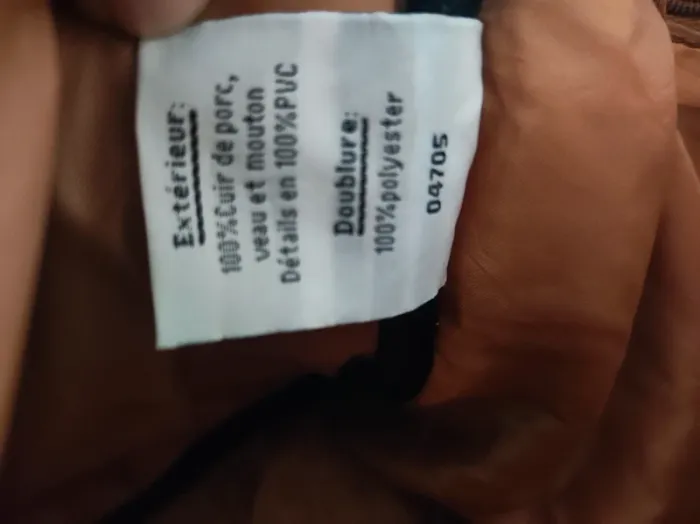 Extérieur:
100%Cuir de porc,
veau et mouton
Détails en 100%PVC
Doublure:
100%polyester
04705